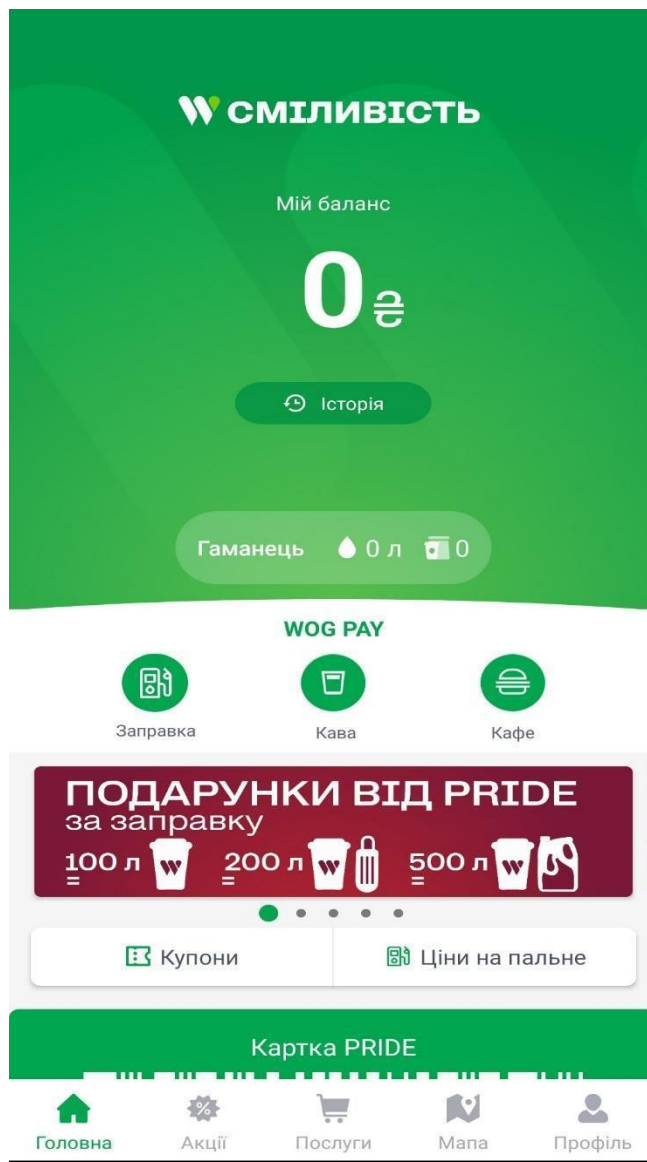 W СМІЛИВІСТЬ
Мій баланс
0 ₴
Історія
Гаманець 0 л 0
WOG PAY
Заправка Кава Кафе
ПОДАРУНКИ ВІД PRIDE
за заправку
100 л = 200 л = 500 л =
Купони Ціни на пальне
Картка PRIDE
Головна Акції Послуги Мапа Профіль